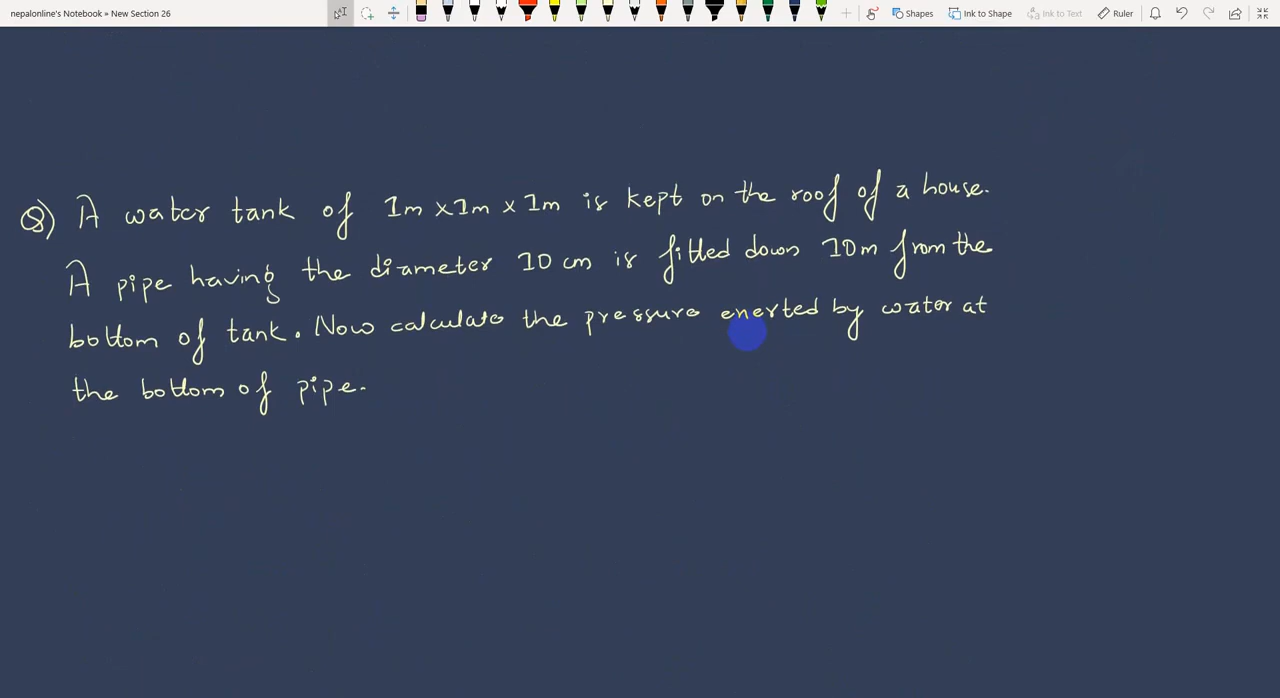 nepalonline's Notebook » New Section 26
Shapes
Ink to Shape
Ink to Text
Ruler
Q) A water tank of 1m x 1m x 1m is kept on the roof of a house.
A pipe having the diameter 10 cm is fitted down 10m from the
bottom of tank. Now calculate the pressure enerted by water at
the bottom of pipe.